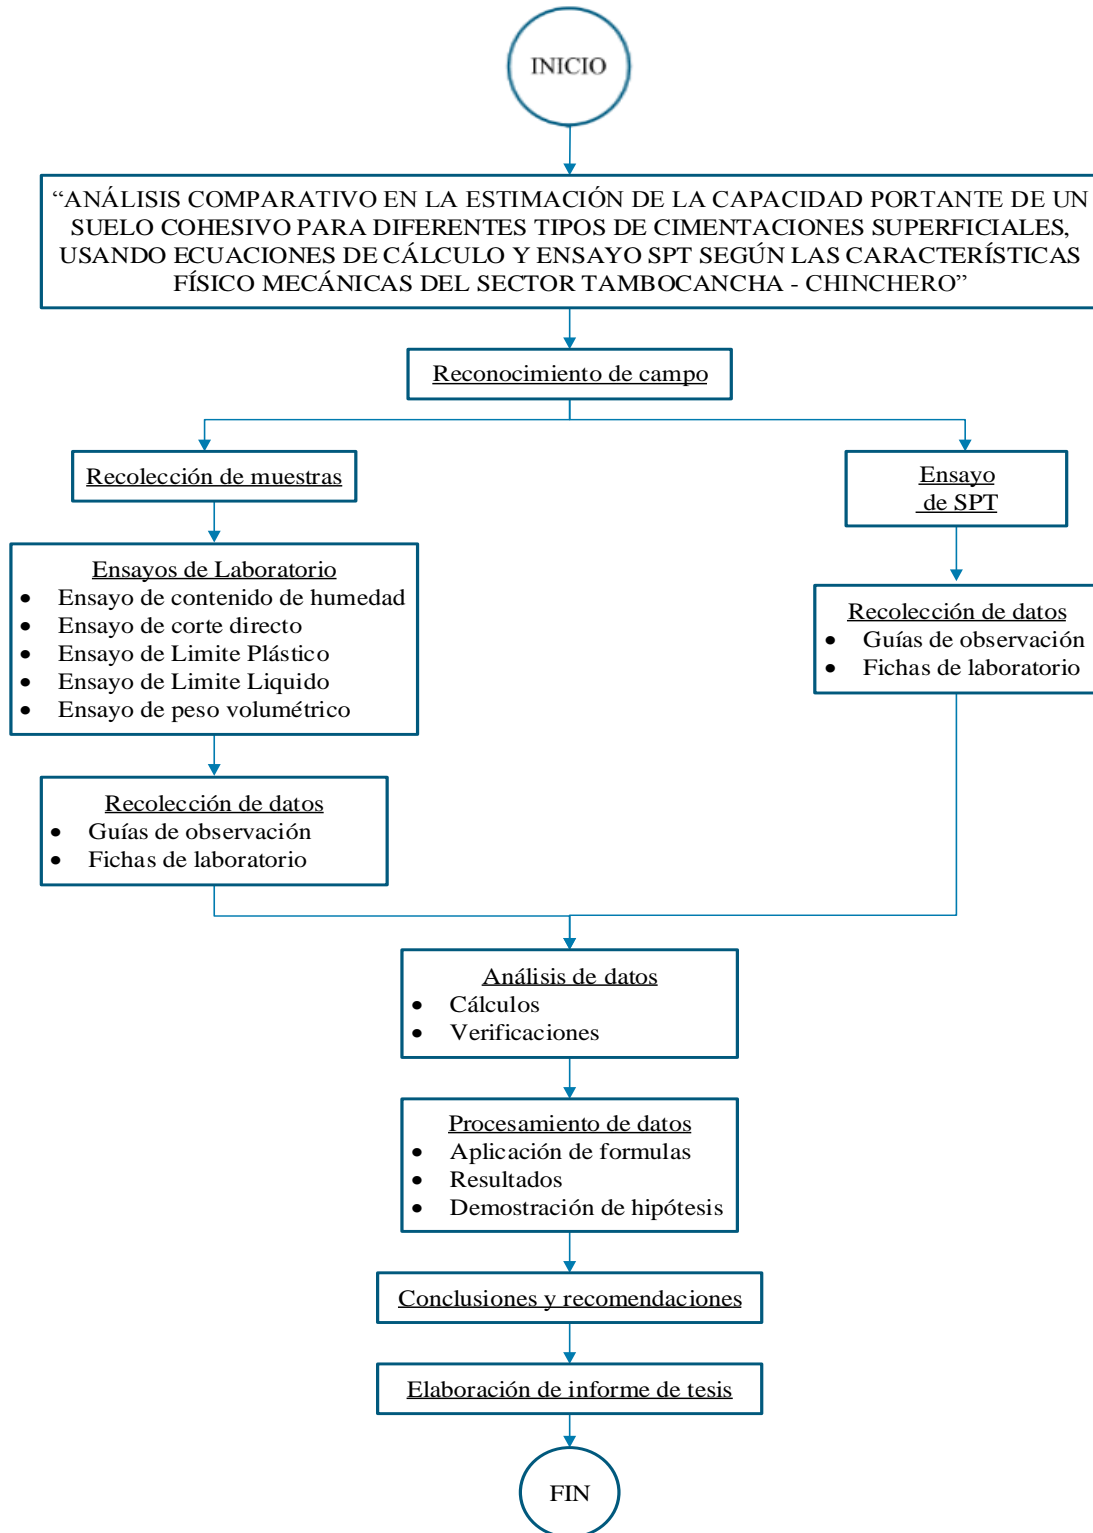 INICIO
“ANÁLISIS COMPARATIVO EN LA ESTIMACIÓN DE LA CAPACIDAD PORTANTE DE UN
SUELO COHESIVO PARA DIFERENTES TIPOS DE CIMENTACIONES SUPERFICIALES,
USANDO ECUACIONES DE CÁLCULO Y ENSAYO SPT SEGÚN LAS CARACTERÍSTICAS
FÍSICO MECÁNICAS DEL SECTOR TAMBOCANCHA - CHINCHERO”
Reconocimiento de campo
Recolección de muestras
Ensayos de Laboratorio
• Ensayo de contenido de humedad
• Ensayo de corte directo
• Ensayo de Limite Plástico
• Ensayo de Limite Liquido
• Ensayo de peso volumétrico
Recolección de datos
• Guías de observación
• Fichas de laboratorio
Ensayo
de SPT
Recolección de datos
• Guías de observación
• Fichas de laboratorio
Análisis de datos
• Cálculos
• Verificaciones
Procesamiento de datos
• Aplicación de formulas
• Resultados
• Demostración de hipótesis
Conclusiones y recomendaciones
Elaboración de informe de tesis
FIN